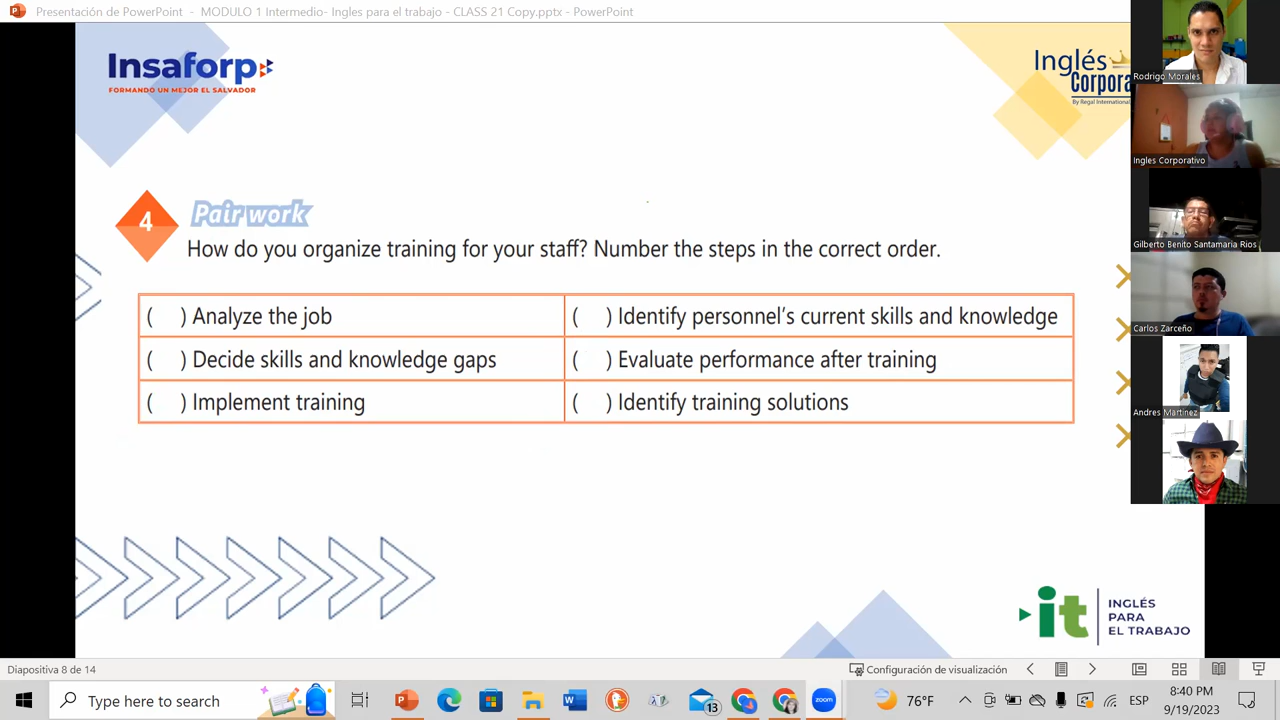 Presentación de PowerPoint - MODULO 1 Intermedio- Ingles para el trabajo - CLASS 21 Copy.pptx - PowerPoint
Insaforp
FORMANDO UN MEJOR EL SALVADOR
Inglés
Corpora
By Regal International
Rodrigo Morales
Ingles Corporativo
Gilberto Benito Santamaria Rios
Carlos Zarceño
Andres Martinez
4
Pair work
How do you organize training for your staff? Number the steps in the correct order.
( ) Analyze the job
( ) Identify personnel's current skills and knowledge
( ) Decide skills and knowledge gaps
( ) Evaluate performance after training
( ) Implement training
( ) Identify training solutions
it
INGLÉS
PARA
EL TRABAJO
Diapositiva 8 de 14
Configuración de visualización
Type here to search
13
zoom
76°F
ESP
8:40 PM
9/19/2023